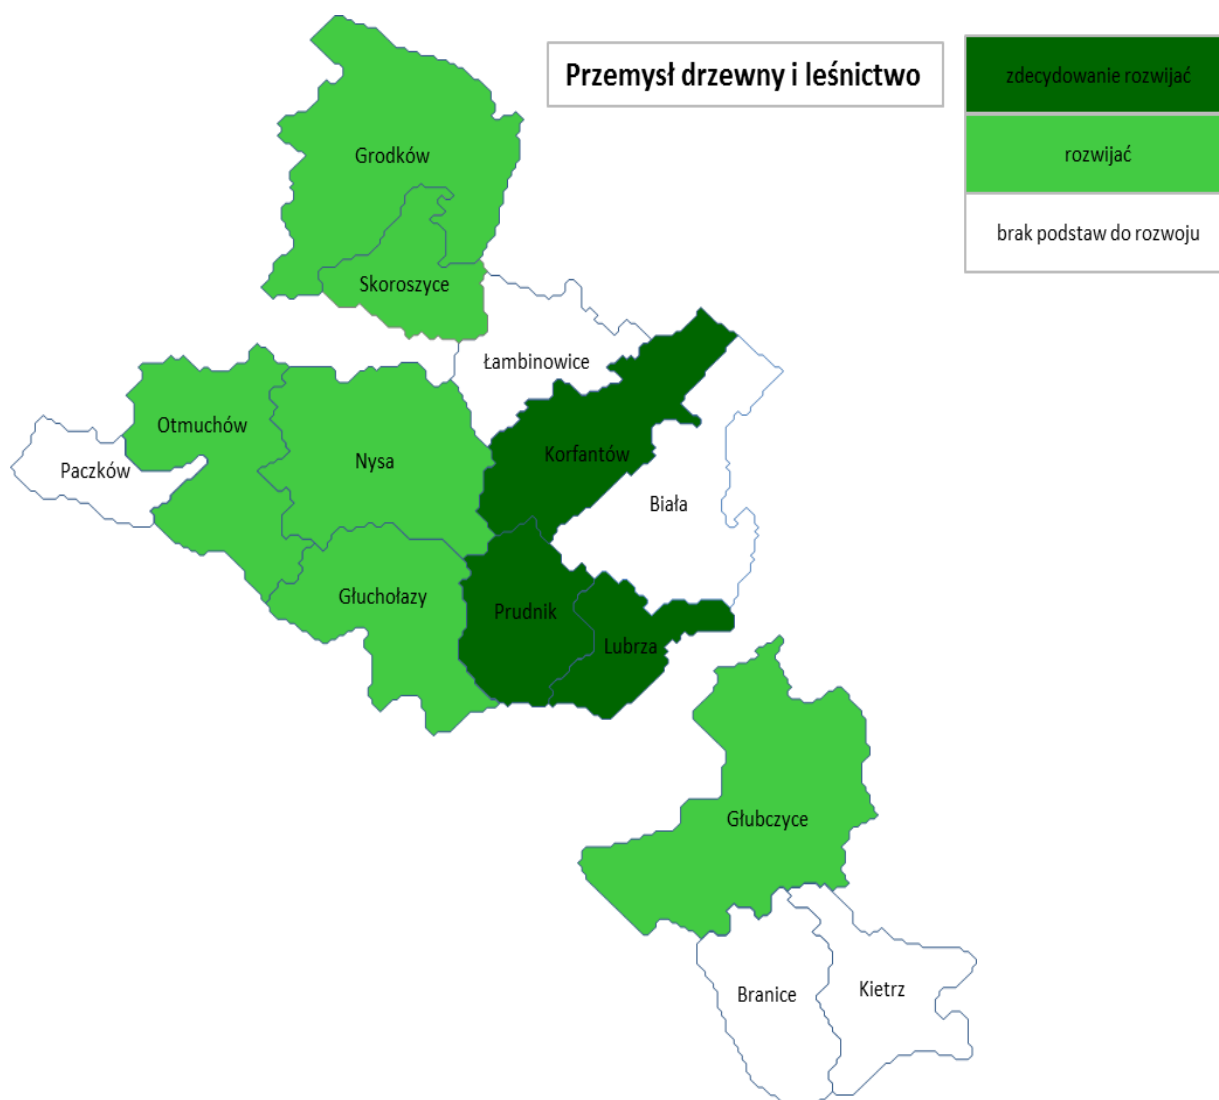 Przemysł drzewny i leśnictwo
zdecydowanie rozwijać
rozwijać
brak podstaw do rozwoju
Grodków
Skoroszyce
Łambinowice
Otmuchów
Paczków
Nysa
Korfantów
Biała
Głuchołazy
Prudnik
Lubrza
Głubczyce
Branice
Kietrz